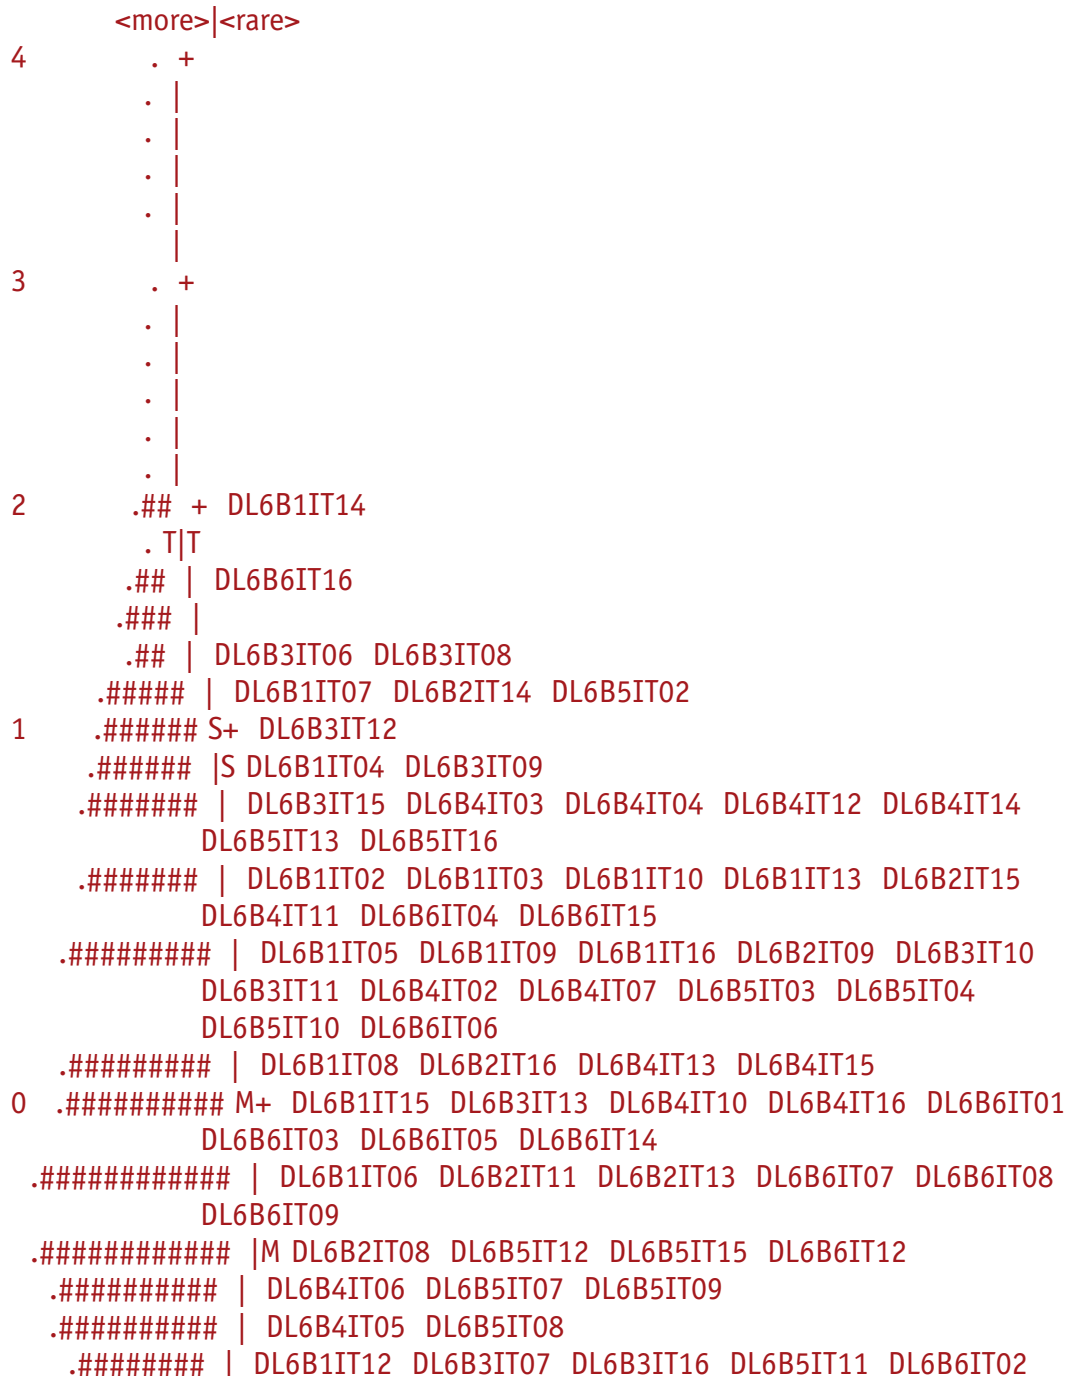 <more>|<rare>
4 . +
. |
. |
. |
. |
|
3 . +
. |
. |
. |
. |
. |
2 .## + DL6B1IT14
. T|T
.## | DL6B6IT16
.### |
.## | DL6B3IT06 DL6B3IT08
.##### | DL6B1IT07 DL6B2IT14 DL6B5IT02
1 .###### S+ DL6B3IT12
.###### |S DL6B1IT04 DL6B3IT09
.####### | DL6B3IT15 DL6B4IT03 DL6B4IT04 DL6B4IT12 DL6B4IT14
DL6B5IT13 DL6B5IT16
.####### | DL6B1IT02 DL6B1IT03 DL6B1IT10 DL6B1IT13 DL6B2IT15
DL6B4IT11 DL6B6IT04 DL6B6IT15
.######### | DL6B1IT05 DL6B1IT09 DL6B1IT16 DL6B2IT09 DL6B3IT10
DL6B3IT11 DL6B4IT02 DL6B4IT07 DL6B5IT03 DL6B5IT04
DL6B5IT10 DL6B6IT06
.######### | DL6B1IT08 DL6B2IT16 DL6B4IT13 DL6B4IT15
0 .########## M+ DL6B1IT15 DL6B3IT13 DL6B4IT10 DL6B4IT16 DL6B6IT01
DL6B6IT03 DL6B6IT05 DL6B6IT14
.############ | DL6B1IT06 DL6B2IT11 DL6B2IT13 DL6B6IT07 DL6B6IT08
DL6B6IT09
.############ |M DL6B2IT08 DL6B5IT12 DL6B5IT15 DL6B6IT12
.########## | DL6B4IT06 DL6B5IT07 DL6B5IT09
.########## | DL6B4IT05 DL6B5IT08
.######## | DL6B1IT12 DL6B3IT07 DL6B3IT16 DL6B5IT11 DL6B6IT02